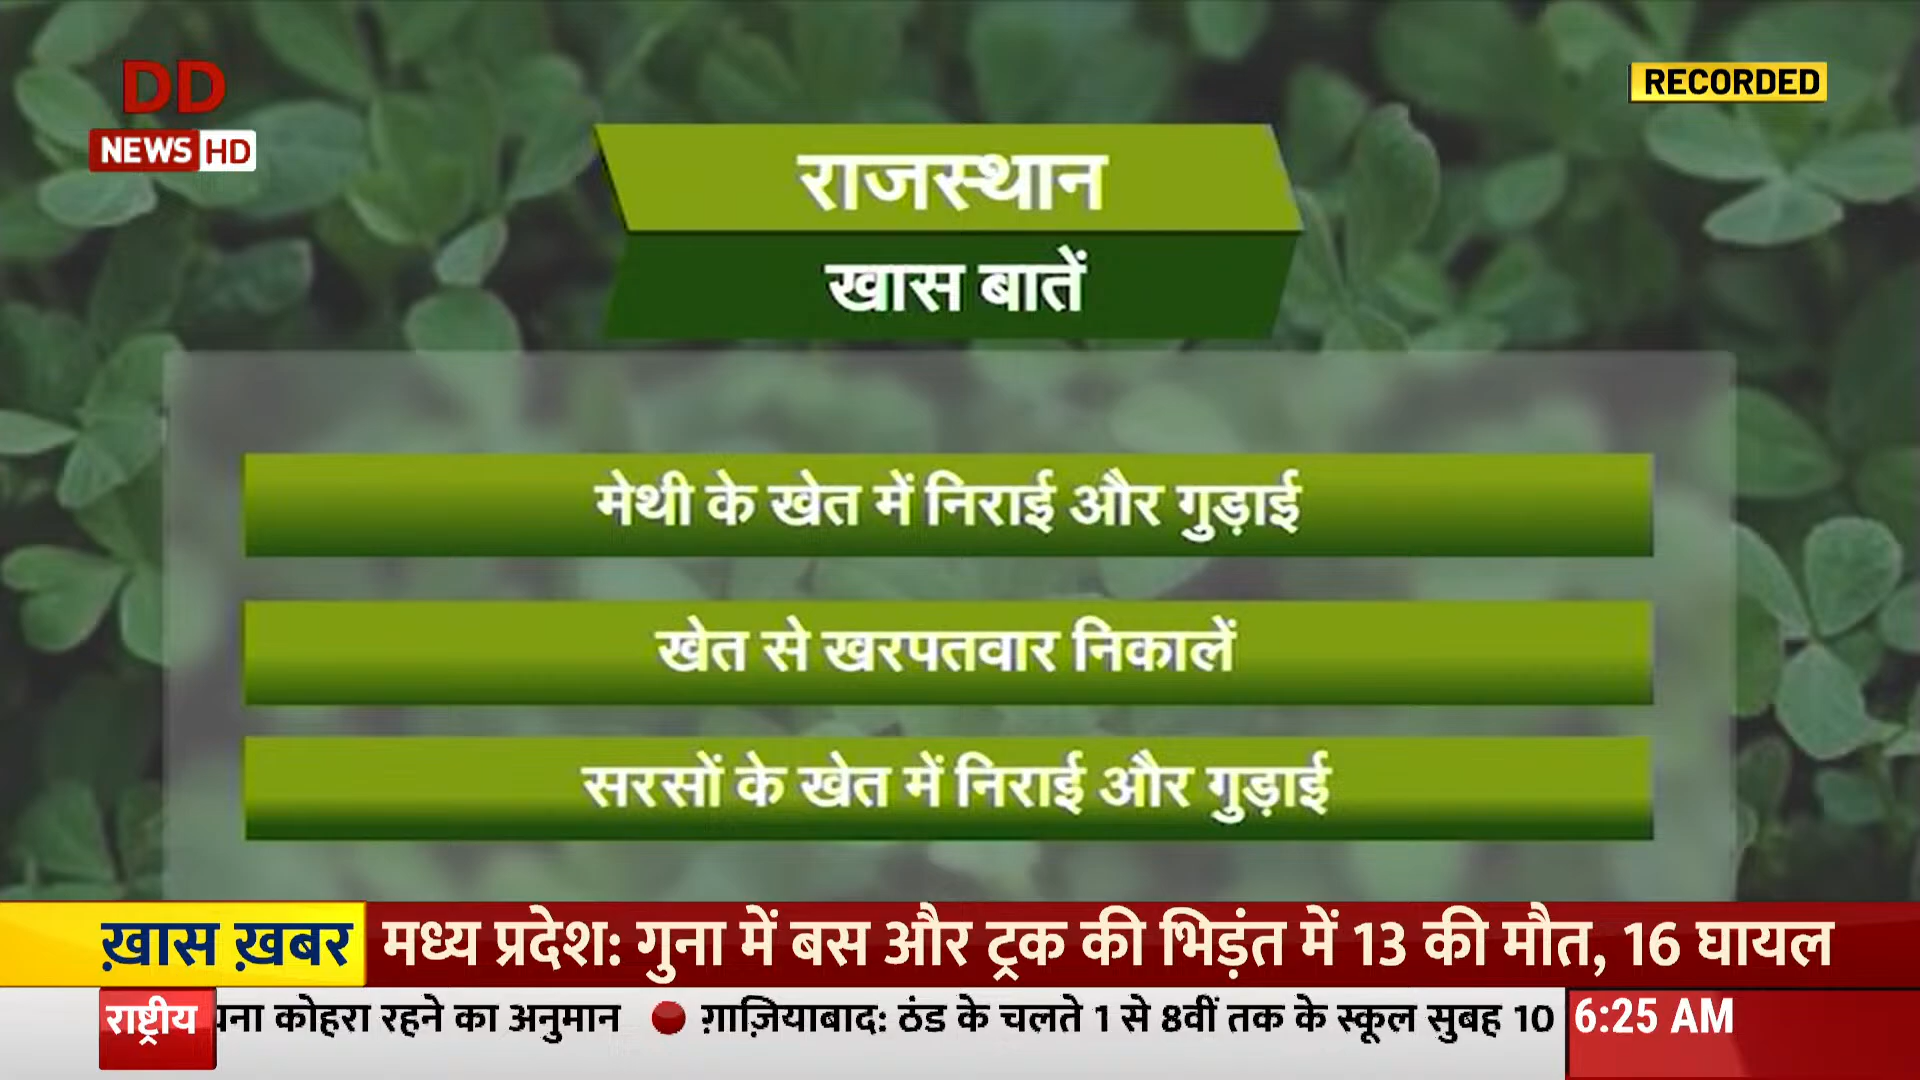 DD
NEWS HD
RECORDED
राजस्थान
खास बातें
मेथी के खेत में निराई और गुड़ाई
खेत से खरपतवार निकालें
सरसों के खेत में निराई और गुड़ाई
ख़ास ख़बर
मध्य प्रदेश: गुना में बस और ट्रक की भिड़ंत में 13 की मौत, 16 घायल
राष्ट्रीय
कोहरा रहने का अनुमान
ग़ाज़ियाबाद: ठंड के चलते 1 से 8वीं तक के स्कूल सुबह 10
6:25 AM